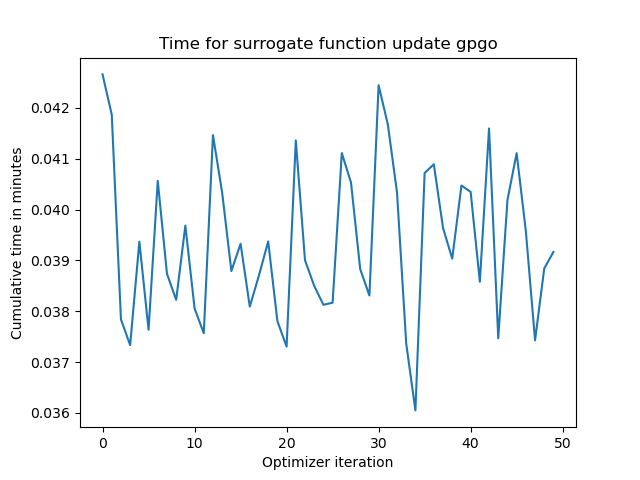 Time for surrogate function update gpgo
Cumulative time in minutes
0.042
0.041
0.040
0.039
0.038
0.037
0.036
0 10 20 30 40 50
Optimizer iteration